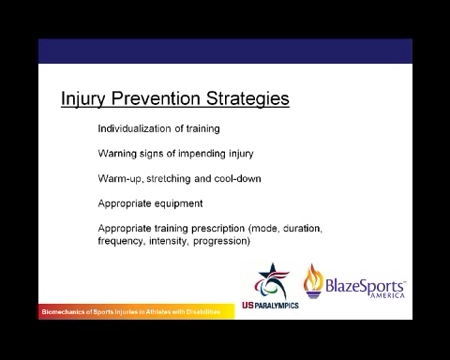 Injury Prevention Strategies
Individualization of training
Warning signs of impending injury
Warm-up, stretching and cool-down
Appropriate equipment
Appropriate training prescription (mode, duration,
frequency, intensity, progression)
US PARALYMPICS
BlazeSports
AMERICA
Biomechanics of Sports Injuries in Athletes with Disabilities